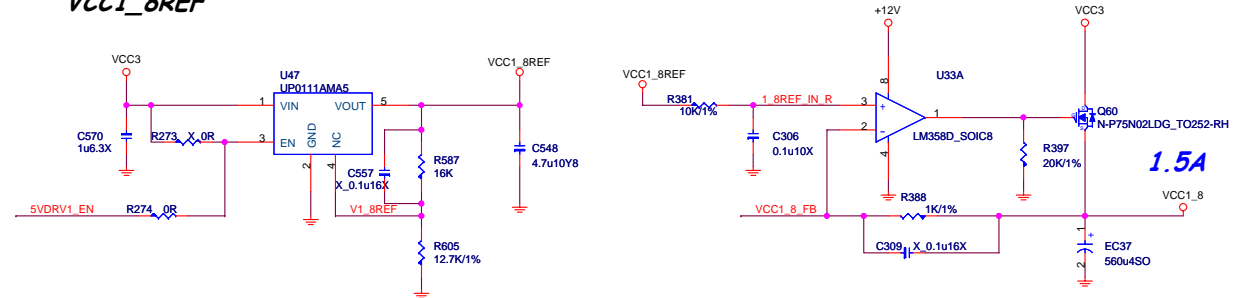 VCC1_8REF
VCC3
U47
UP0111AMA5
1
VIN
VOUT
5
3
EN
GND
NC
2
4
C570
1u6.3X
R273
X_0R
5VDRV1_EN
R274
0R
C557
X_0.1u16X
V1_8REF
R587
16K
R605
12.7K/1%
VCC1_8REF
C548
4.7u10Y8
VCC1_8REF
R381
10K/1%
1_8REF_IN_R
C306
0.1u10X
+12V
8
U33A
3
+
1
2
-
4
LM358D_SOIC8
VCC3
Q60
N-P75N02LDG_TO252-RH
R397
20K/1%
1.5A
VCC1_8_FB
R388
1K/1%
C309
X_0.1u16X
VCC1_8
1
+
2
EC37
560u4SO